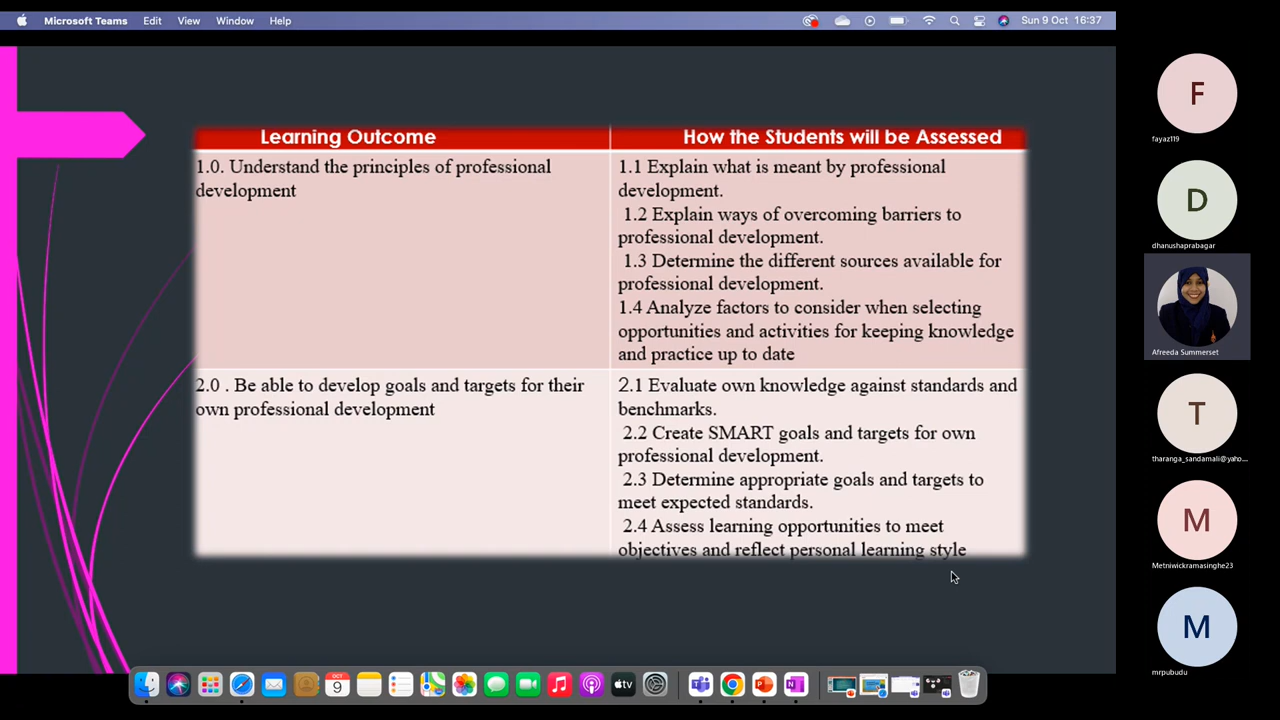 Microsoft Teams Edit View Window Help
Sun 9 Oct 16:37
Learning Outcome
How the Students will be Assessed
1.0. Understand the principles of professional
development
1.1 Explain what is meant by professional
development.
1.2 Explain ways of overcoming barriers to
professional development.
1.3 Determine the different sources available for
professional development.
1.4 Analyze factors to consider when selecting
opportunities and activities for keeping knowledge
and practice up to date
2.0 . Be able to develop goals and targets for their
own professional development
2.1 Evaluate own knowledge against standards and
benchmarks.
2.2 Create SMART goals and targets for own
professional development.
2.3 Determine appropriate goals and targets to
meet expected standards.
2.4 Assess learning opportunities to meet
objectives and reflect personal learning style
F
fayaz119
D
dhanushaprabagar
Afreeda Summerset
T
tharanga_sandamali@yaho...
M
Metniwickramasinghe23
M
mrpubudu
OCT
9
tv